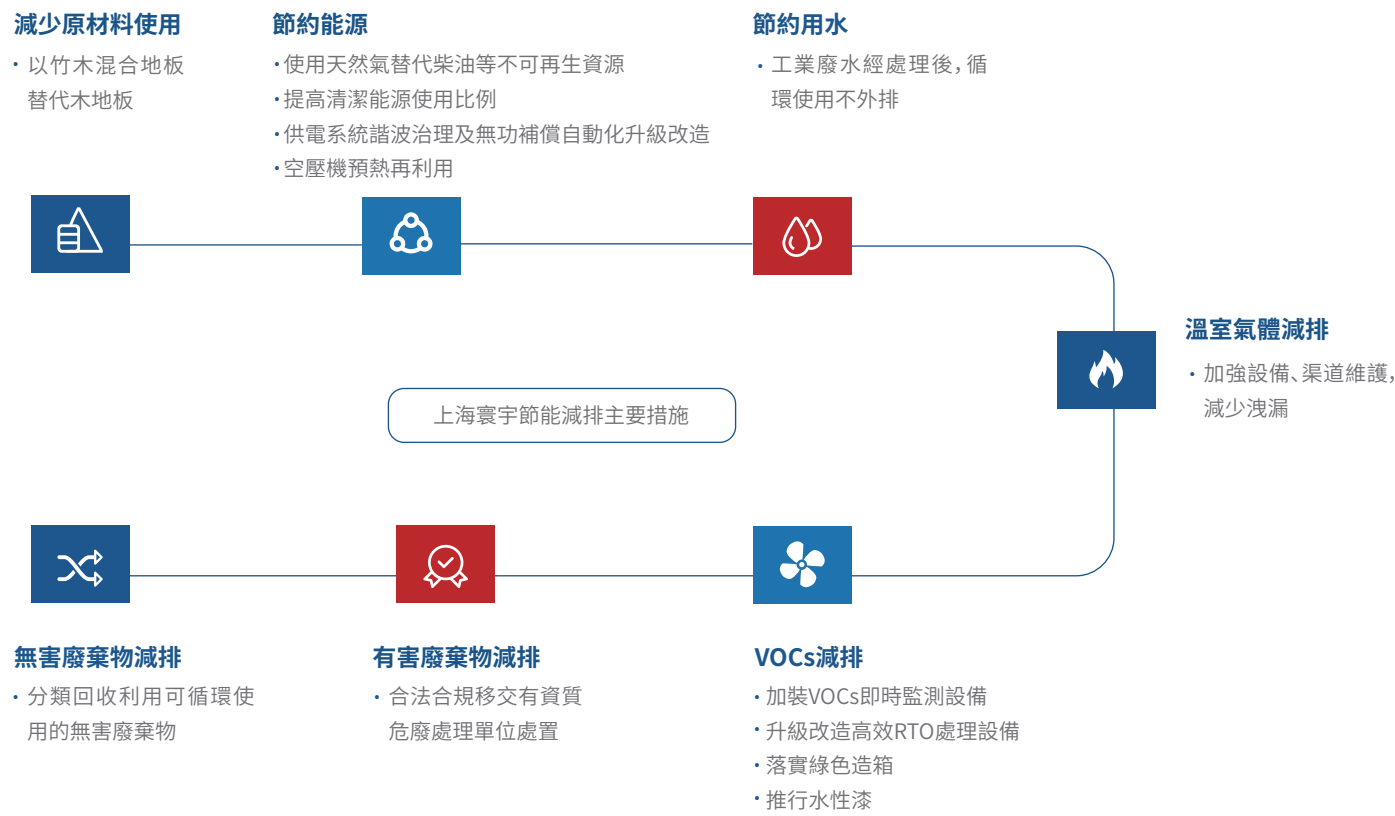 減少原材料使用
• 以竹木混合地板
替代木地板
節約能源
•使用天然氣替代柴油等不可再生資源
•提高清潔能源使用比例
•供電系統諧波治理及無功補償自動化升級改造
•空壓機預熱再利用
節約用水
• 工業廢水經處理後，循
環使用不外排
溫室氣體減排
• 加強設備、渠道維護，
減少洩漏
上海寰宇節能減排主要措施
無害廢棄物減排
• 分類回收利用可循環使
用的無害廢棄物
有害廢棄物減排
• 合法合規移交有資質
危廢處理單位處置
VOCs減排
• 加裝VOCs即時監測設備
• 升級改造高效RTO處理設備
• 落實綠色造箱
• 推行水性漆